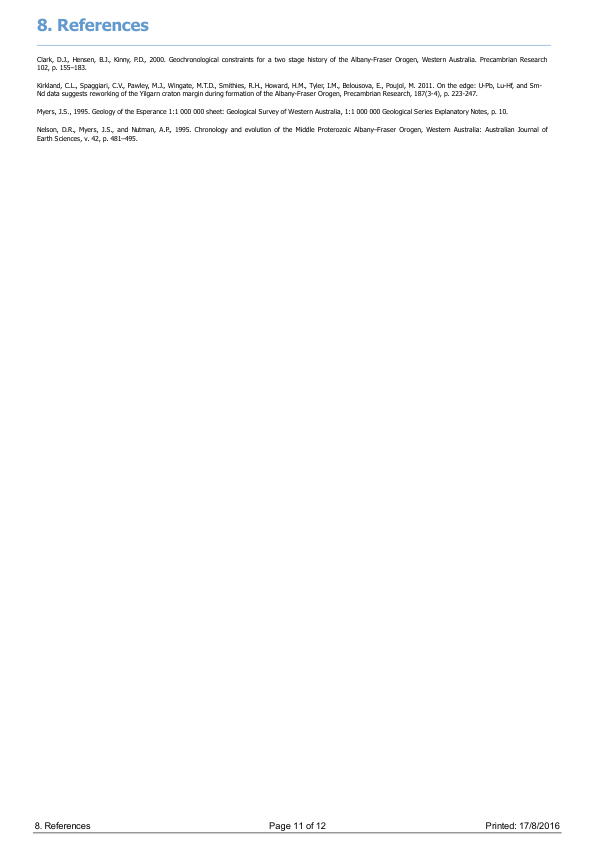 8. References
Clark, D.J., Hensen, B.J., Kinny, P.D., 2000. Geochronological constraints for a two stage history of the Albany-Fraser Orogen, Western Australia. Precambrian Research
102, p. 155–183.
Kirkland, C.L., Spaggiari, C.V., Pawley, M.J., Wingate, M.T.D., Smithies, R.H., Howard, H.M., Tyler, I.M., Belousova, E., Poujol, M. 2011. On the edge: U-Pb, Lu-Hf, and Sm-
Nd data suggests reworking of the Yilgarn craton margin during formation of the Albany-Fraser Orogen, Precambrian Research, 187(3-4), p. 223-247.
Myers, J.S., 1995. Geology of the Esperance 1:1 000 000 sheet: Geological Survey of Western Australia, 1:1 000 000 Geological Series Explanatory Notes, p. 10.
Nelson, D.R., Myers, J.S., and Nutman, A.P., 1995. Chronology and evolution of the Middle Proterozoic Albany–Fraser Orogen, Western Australia: Australian Journal of
Earth Sciences, v. 42, p. 481–495.
8. References Page 11 of 12 Printed: 17/8/2016